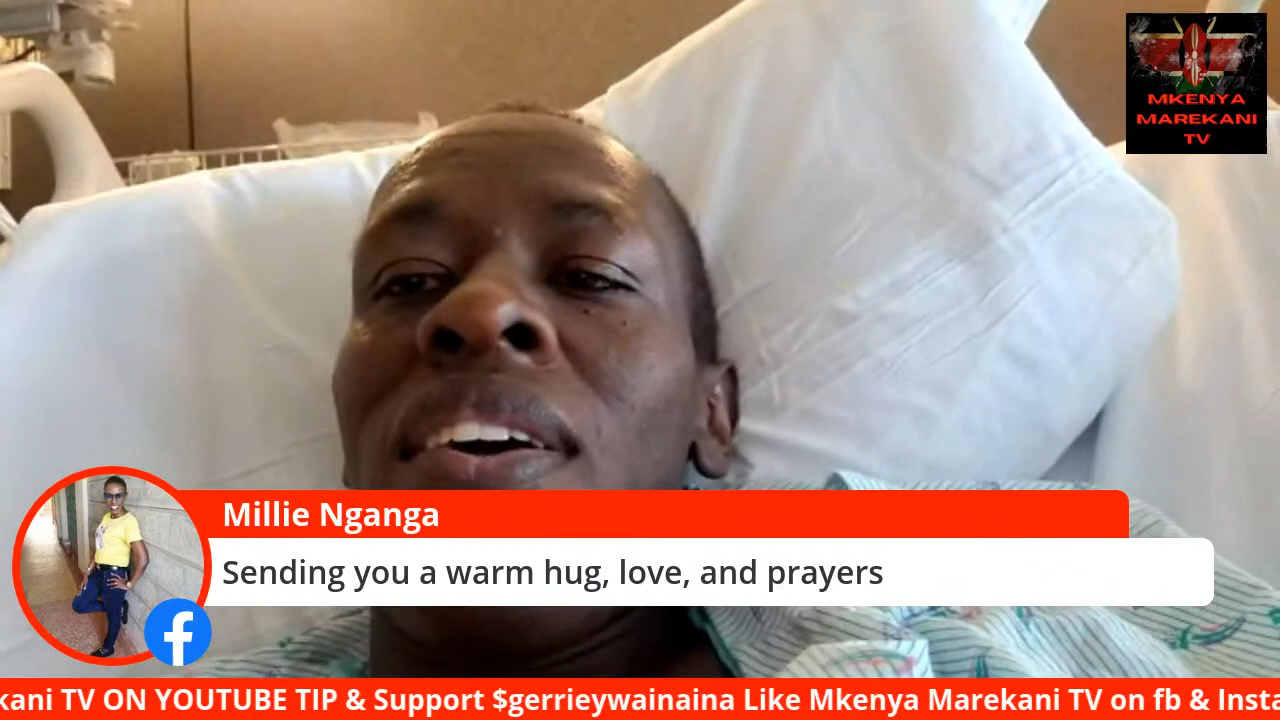 MKENYA
MAREKANI
TV
Millie Nganga
Sending you a warm hug, love, and prayers
kani TV ON YOUTUBE TIP & Support $gerrieywainaina Like Mkenya Marekani TV on fb & Insta